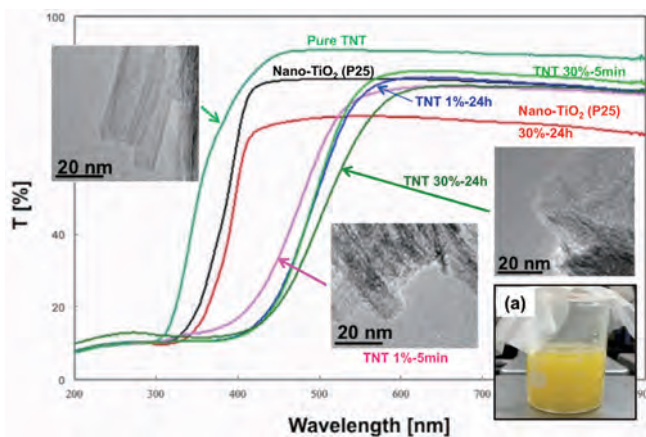 100
Pure TNT
Nano-TiO₂ (P25)
TNT 30%-5min
TNT 1%-24h
Nano-TiO₂ (P25)
30%-24h
20 nm
TNT 30%-24h
T [%]
40
20 nm
20
20 nm
(a)
TNT 1%-5min
0
200
300
400
500
600
700
Wavelength [nm]